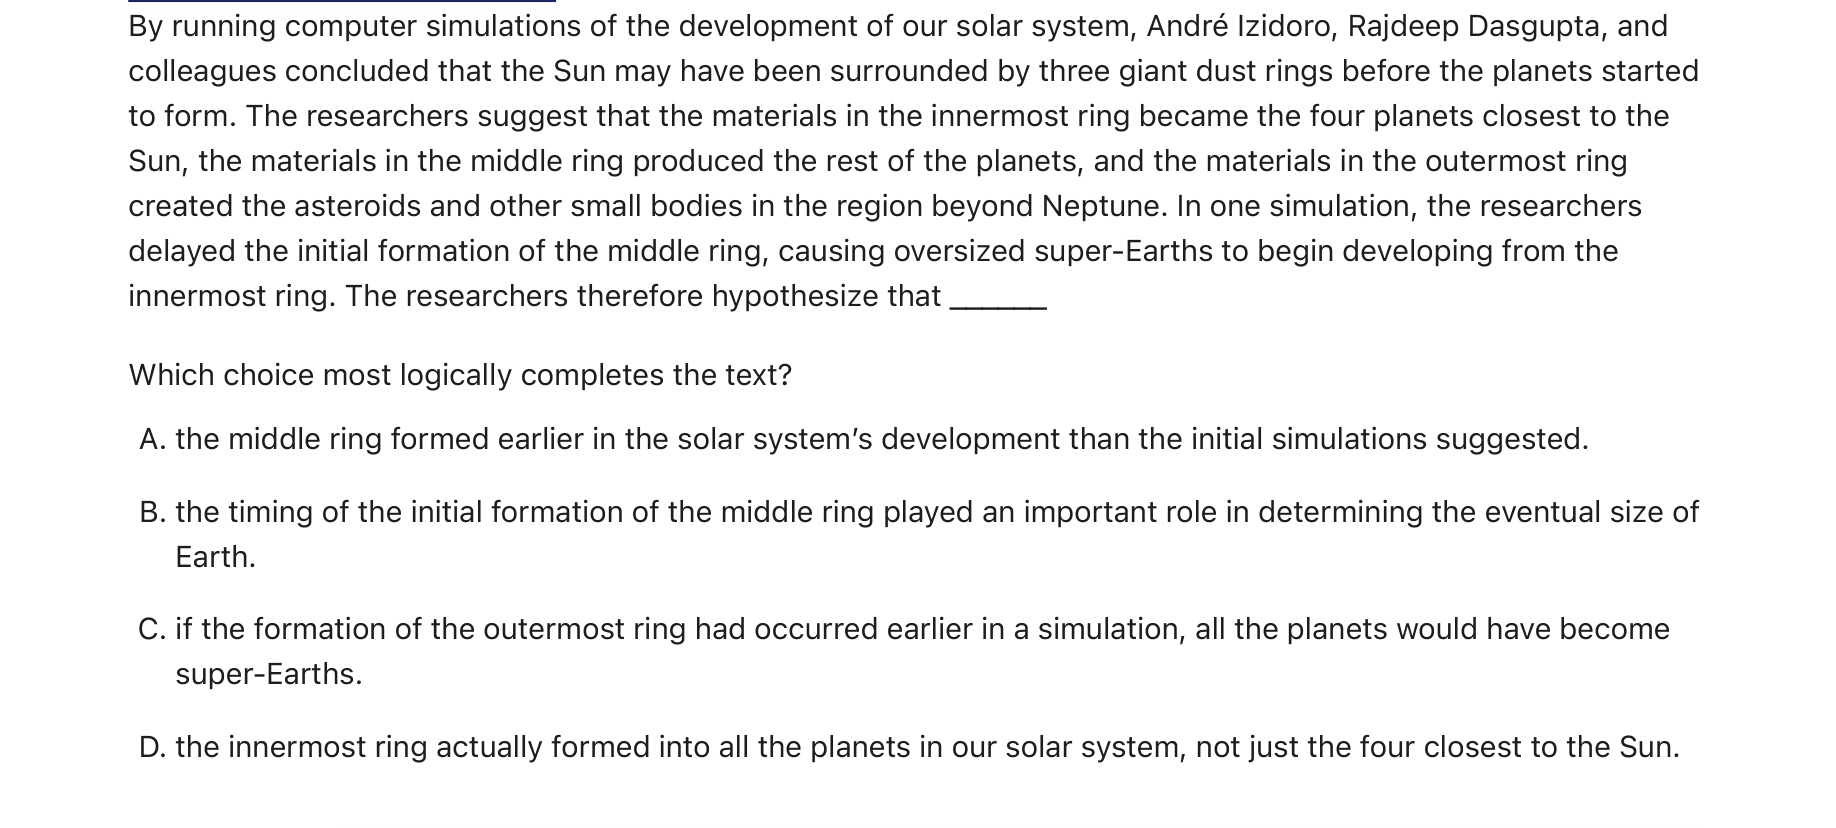 By running computer simulations of the development of our solar system, André Izidoro, Rajdeep Dasgupta, and
colleagues concluded that the Sun may have been surrounded by three giant dust rings before the planets started
to form. The researchers suggest that the materials in the innermost ring became the four planets closest to the
Sun, the materials in the middle ring produced the rest of the planets, and the materials in the outermost ring
created the asteroids and other small bodies in the region beyond Neptune. In one simulation, the researchers
delayed the initial formation of the middle ring, causing oversized super-Earths to begin developing from the
innermost ring. The researchers therefore hypothesize that ______
Which choice most logically completes the text?
A. the middle ring formed earlier in the solar system’s development than the initial simulations suggested.
B. the timing of the initial formation of the middle ring played an important role in determining the eventual size of
Earth.
C. if the formation of the outermost ring had occurred earlier in a simulation, all the planets would have become
super-Earths.
D. the innermost ring actually formed into all the planets in our solar system, not just the four closest to the Sun.